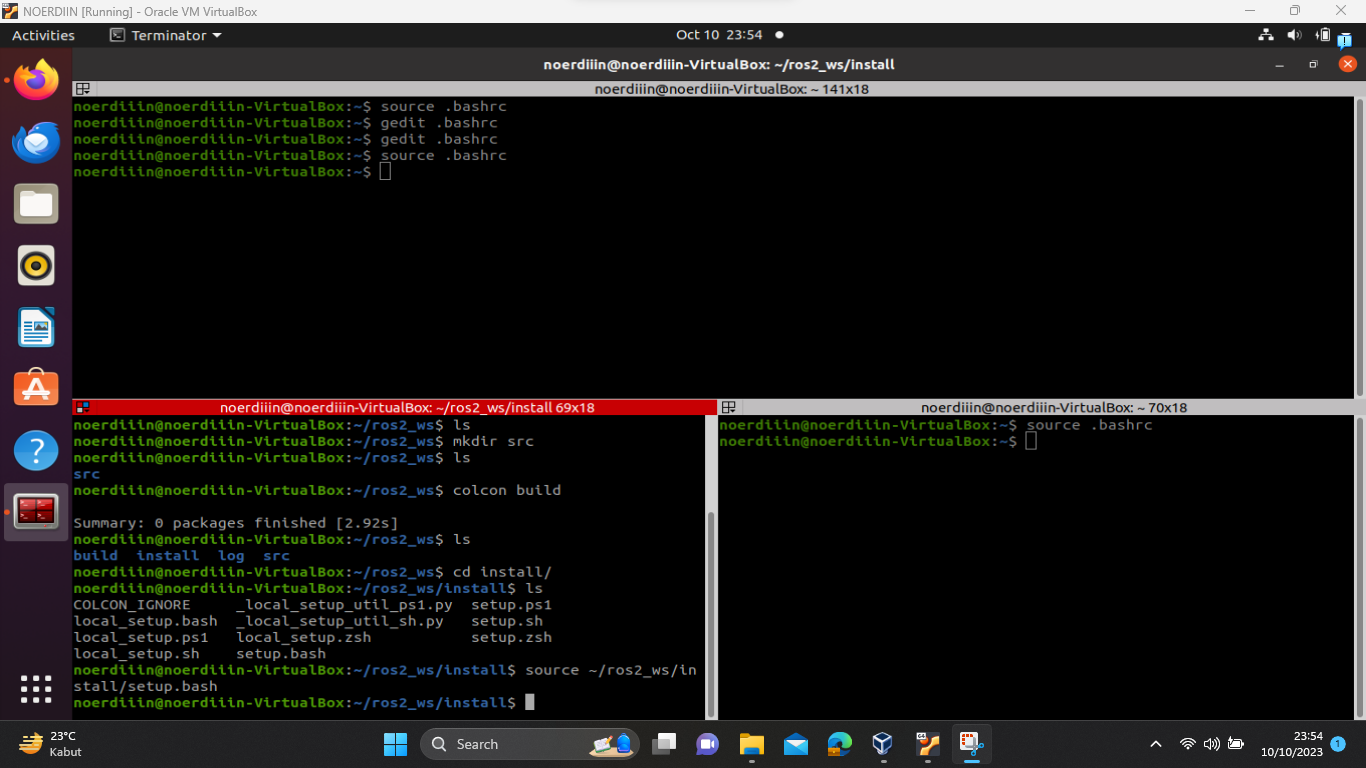 NOERDIIN [Running] - Oracle VM VirtualBox
Activities Terminator Oct 10 23:54
noerdiiin@noerdiiin-VirtualBox: ~/ros2_ws/install
noerdiiin@noerdiiin-VirtualBox: ~ 141x18
noerdiiin@noerdiiin-VirtualBox:~$ source .bashrc
noerdiiin@noerdiiin-VirtualBox:~$ gedit .bashrc
noerdiiin@noerdiiin-VirtualBox:~$ gedit .bashrc
noerdiiin@noerdiiin-VirtualBox:~$ source .bashrc
noerdiiin@noerdiiin-VirtualBox:~$
noerdiiin@noerdiiin-VirtualBox: ~/ros2_ws/install 69x18
noerdiiin@noerdiiin-VirtualBox:~/ros2_ws$ ls
noerdiiin@noerdiiin-VirtualBox:~/ros2_ws$ mkdir src
noerdiiin@noerdiiin-VirtualBox:~/ros2_ws$ ls
src
noerdiiin@noerdiiin-VirtualBox:~/ros2_ws$ colcon build
Summary: 0 packages finished [2.92s]
noerdiiin@noerdiiin-VirtualBox:~/ros2_ws$ ls
build install log src
noerdiiin@noerdiiin-VirtualBox:~/ros2_ws$ cd install/
noerdiiin@noerdiiin-VirtualBox:~/ros2_ws/install$ ls
COLCON_IGNORE _local_setup_util_ps1.py setup.ps1
local_setup.bash _local_setup_util_sh.py setup.sh
local_setup.ps1 local_setup.zsh setup.zsh
local_setup.sh setup.bash
noerdiiin@noerdiiin-VirtualBox:~/ros2_ws/install$ source ~/ros2_ws/in
stall/setup.bash
noerdiiin@noerdiiin-VirtualBox:~/ros2_ws/install$
noerdiiin@noerdiiin-VirtualBox: ~ 70x18
noerdiiin@noerdiiin-VirtualBox:~$ source .bashrc
noerdiiin@noerdiiin-VirtualBox:~$
23°C
Kabut
Search
23:54
10/10/2023
1